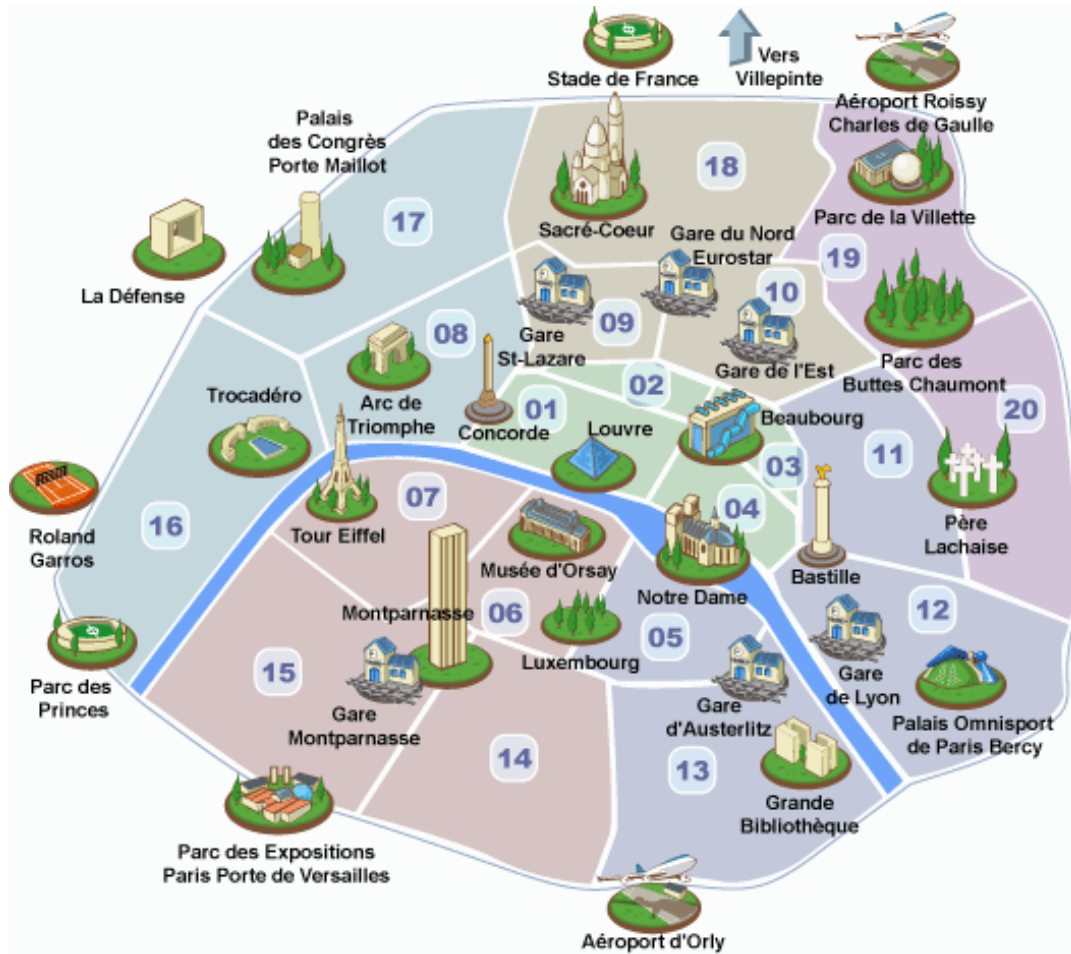 Stade de France
Vers
Villepinte
Aéroport Roissy
Charles de Gaulle
Palais
des Congrès
Porte Maillot
18
17
Sacré-Coeur
Parc de la Villette
Gare du Nord
Eurostar
19
La Défense
10
08
09
Gare
St-Lazare
Gare de l'Est
Parc des
Buttes Chaumont
02
Trocadéro
Arc de
Triomphe
01
Concorde
Louvre
Beaubourg
20
11
03
07
04
16
Roland
Garros
Tour Eiffel
Musée d'Orsay
Père
Lachaise
Notre Dame
Bastille
Montparnasse
06
05
12
Luxembourg
15
Parc des
Princes
Gare
Montparnasse
Gare
d'Austerlitz
Gare
de Lyon
Palais Omnisport
de Paris Bercy
14
13
Grande
Bibliothèque
Parc des Expositions
Paris Porte de Versailles
Aéroport d'Orly